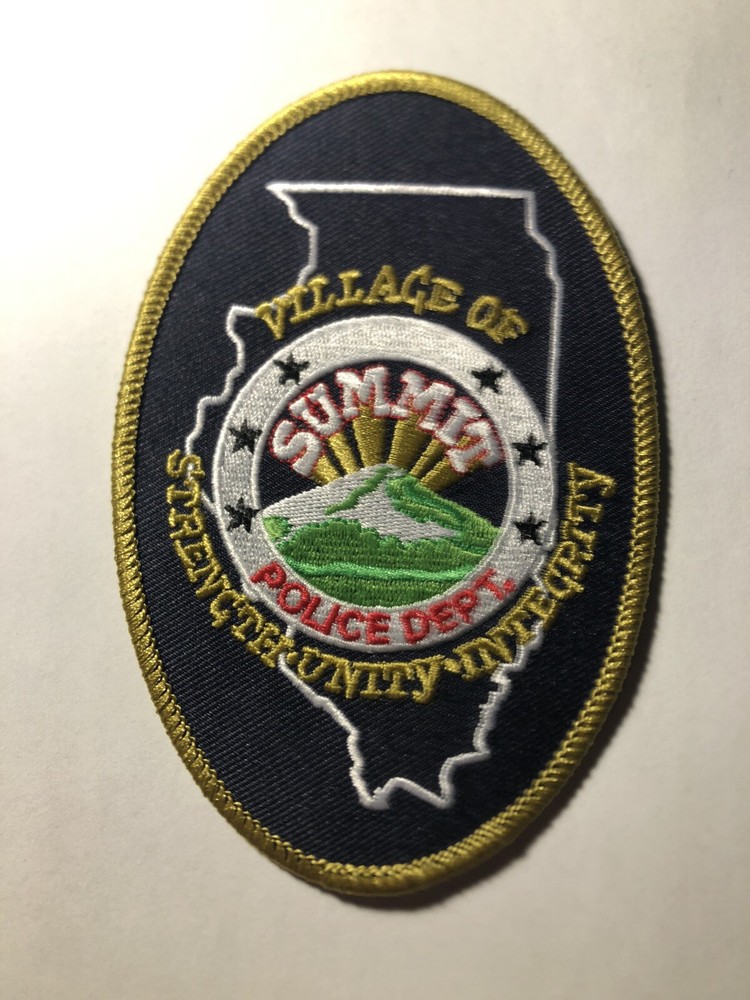 VILLAGE OF
SUMMIT
POLICE DEPT.
STRENGTH·UNITY·INTEGRITY